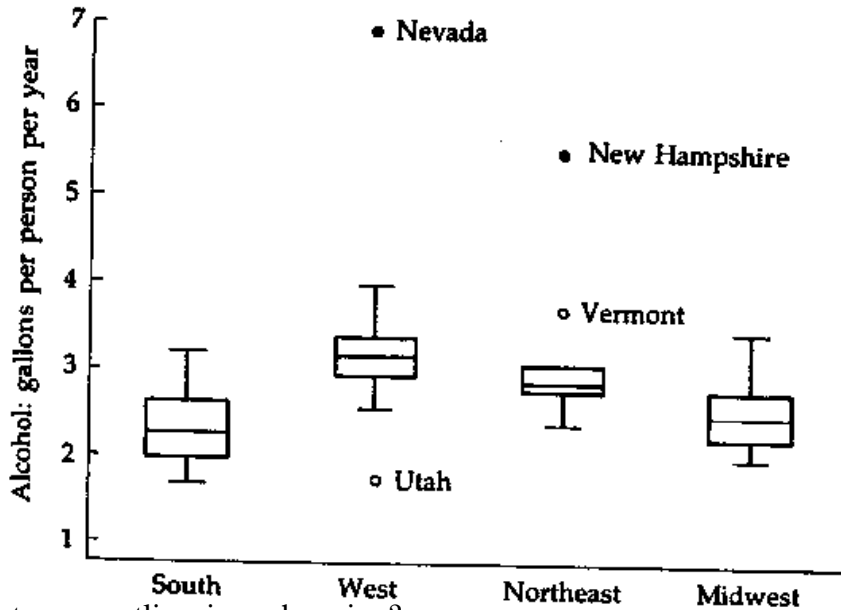 Alcohol: gallons per person per year
7
6
5
4
3
2
1
Nevada
New Hampshire
Vermont
Utah
South West Northeast Midwest